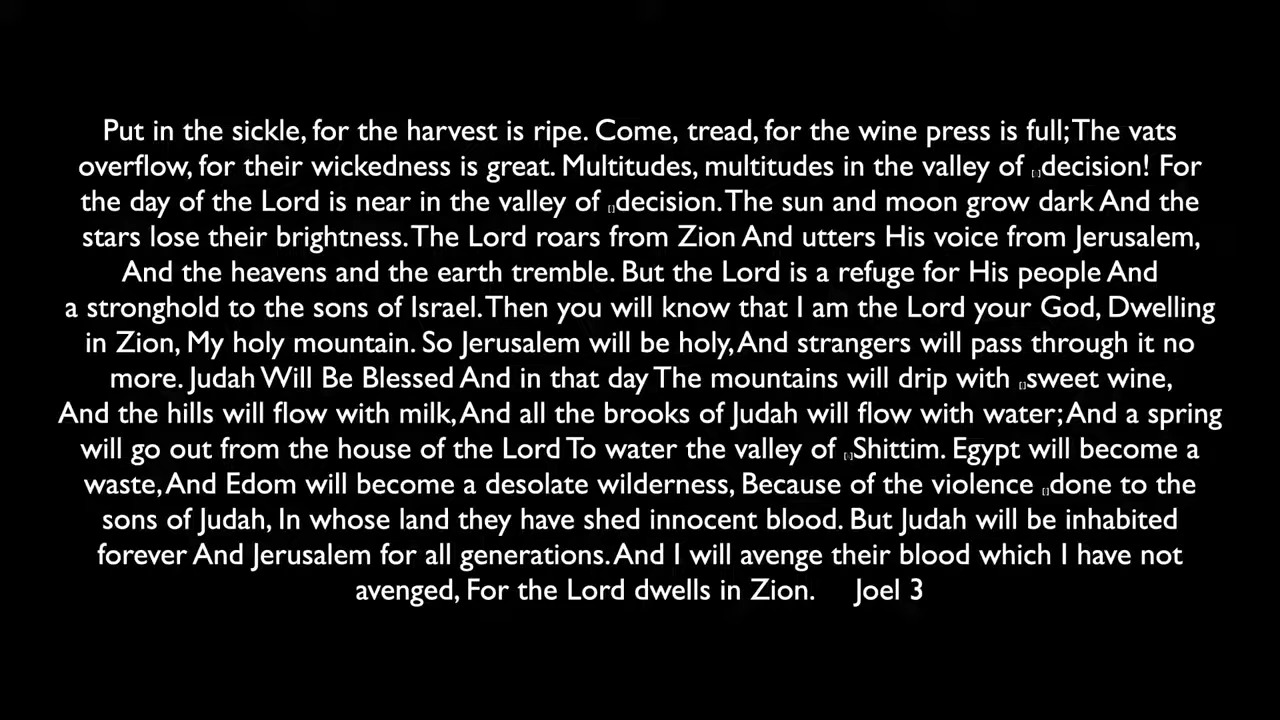 Put in the sickle, for the harvest is ripe. Come, tread, for the wine press is full; The vats
overflow, for their wickedness is great. Multitudes, multitudes in the valley of []decision! For
the day of the Lord is near in the valley of []decision. The sun and moon grow dark And the
stars lose their brightness. The Lord roars from Zion And utters His voice from Jerusalem,
And the heavens and the earth tremble. But the Lord is a refuge for His people And
a stronghold to the sons of Israel. Then you will know that I am the Lord your God, Dwelling
in Zion, My holy mountain. So Jerusalem will be holy, And strangers will pass through it no
more. Judah Will Be Blessed And in that day The mountains will drip with []sweet wine,
And the hills will flow with milk, And all the brooks of Judah will flow with water; And a spring
will go out from the house of the Lord To water the valley of []Shittim. Egypt will become a
waste, And Edom will become a desolate wilderness, Because of the violence []done to the
sons of Judah, In whose land they have shed innocent blood. But Judah will be inhabited
forever And Jerusalem for all generations. And I will avenge their blood which I have not
avenged, For the Lord dwells in Zion. Joel 3